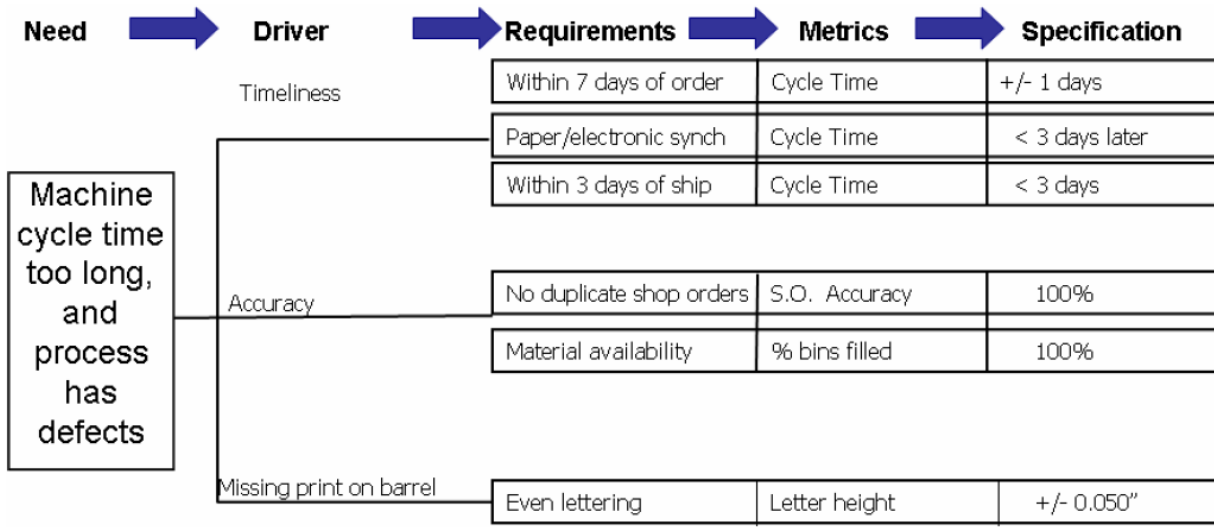 Need Driver Requirements Metrics Specification
Timeliness
Within 7 days of order Cycle Time +/- 1 days
Paper/electronic synch Cycle Time < 3 days later
Within 3 days of ship Cycle Time < 3 days
Machine
cycle time
too long,
and
process
has
defects
Accuracy
No duplicate shop orders S.O. Accuracy 100%
Material availability % bins filled 100%
Missing print on barrel
Even lettering Letter height +/- 0.050”